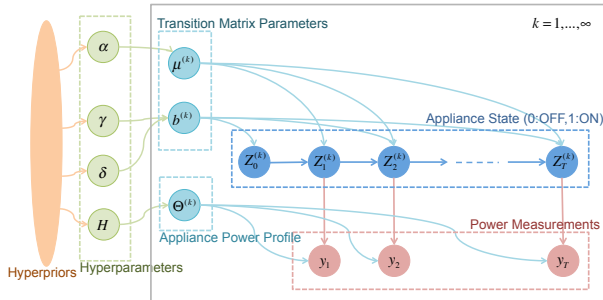 Transition Matrix Parameters
k = 1,...,∞
α
μ^(k)
γ
b^(k)
Appliance State (0:OFF,1:ON)
δ
Z_0^(k)
Z_1^(k)
Z_2^(k)
Z_T^(k)
H
Θ^(k)
Appliance Power Profile
Power Measurements
y_1
y_2
y_T
Hyperpriors
Hyperparameters